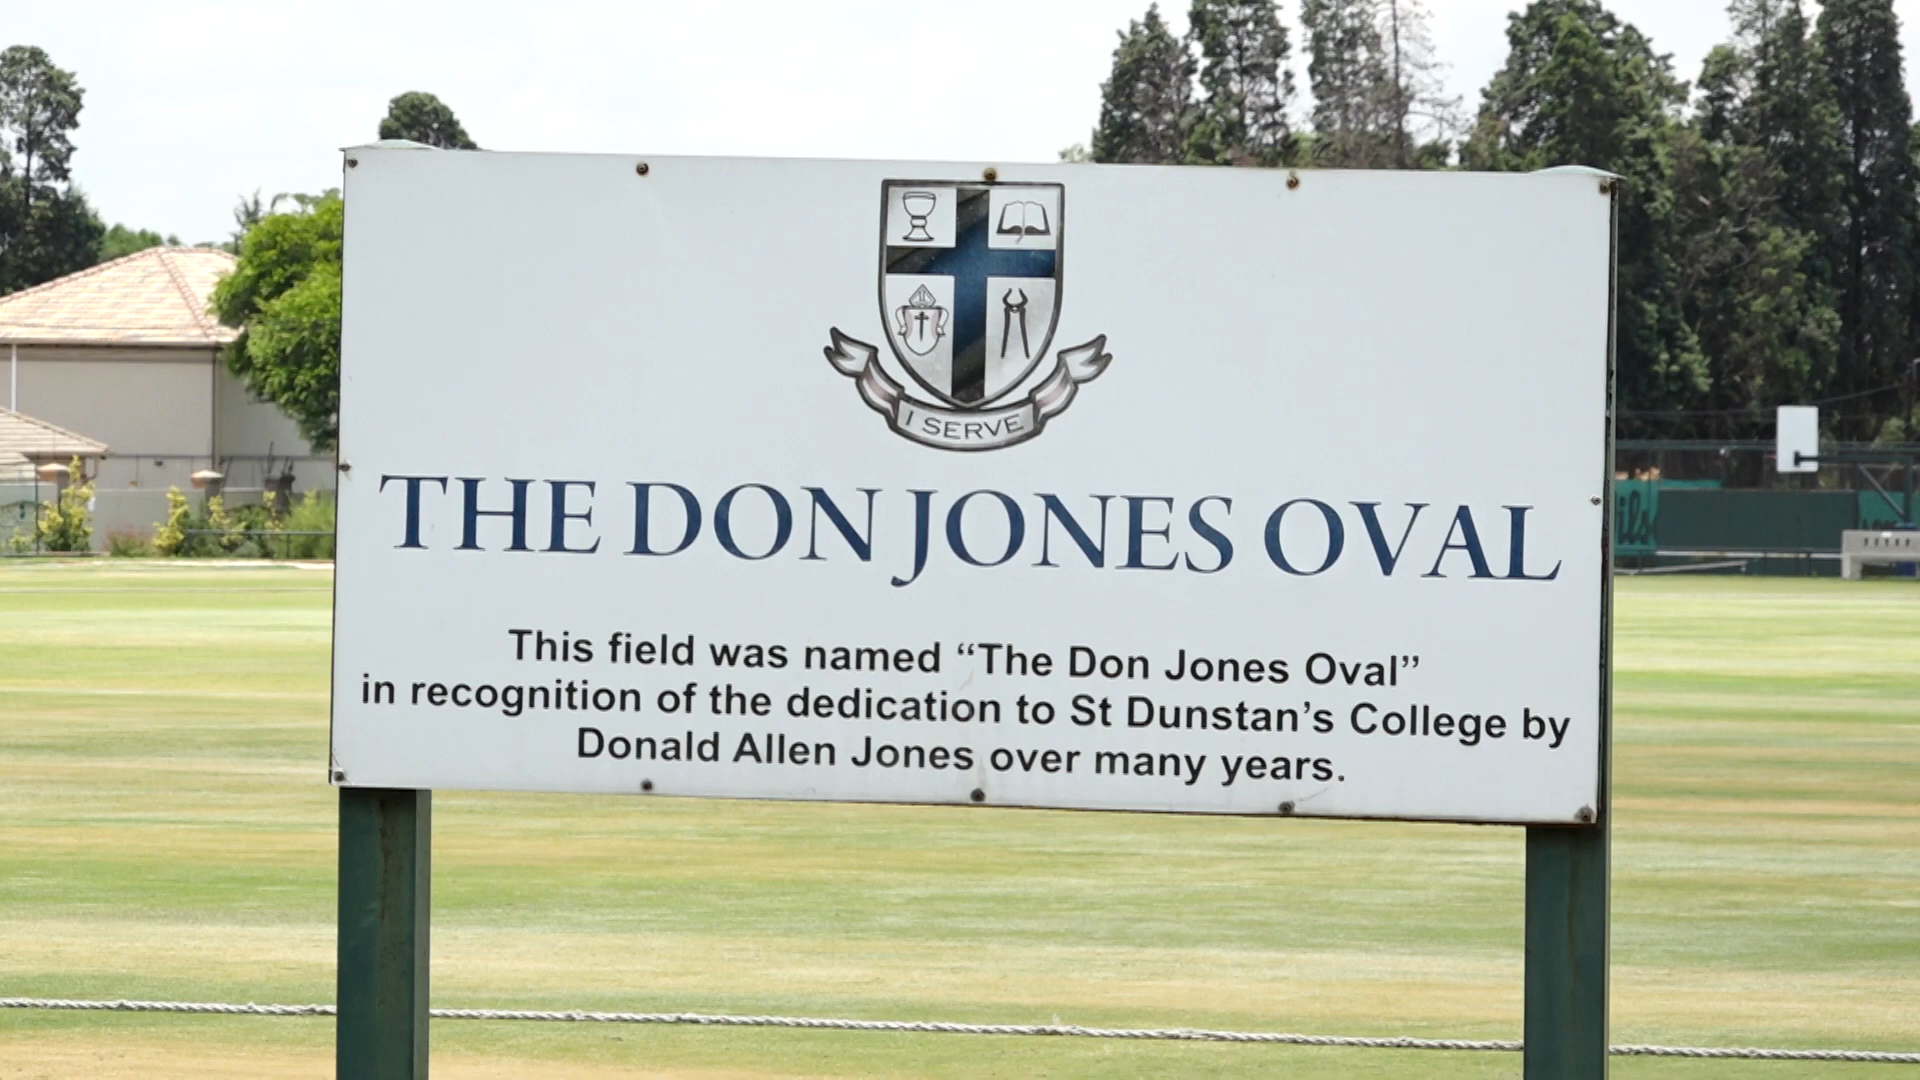 I SERVE
THE DON JONES OVAL
This field was named “The Don Jones Oval”
in recognition of the dedication to St Dunstan’s College by
Donald Allen Jones over many years.